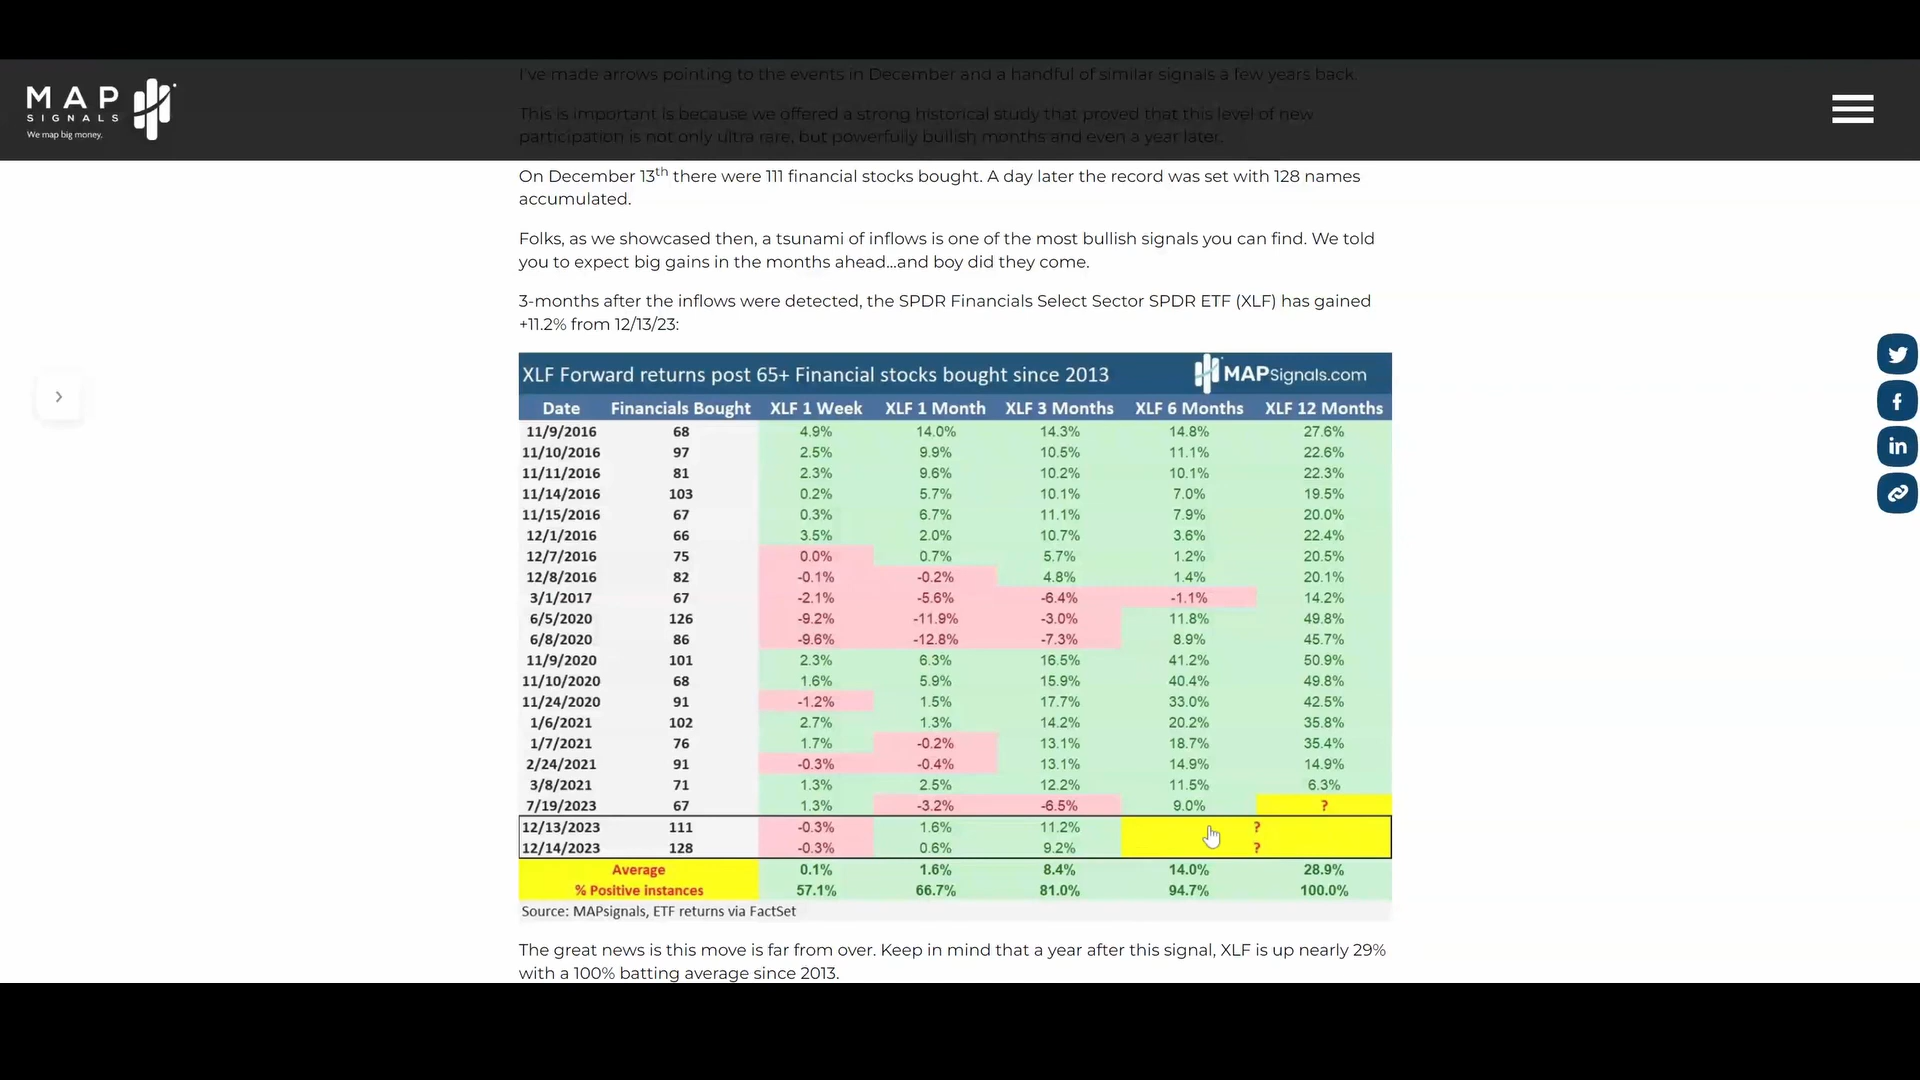 I've made arrows pointing to the events in December and a handful of similar signals a few years back.
MAP
SIGNALS
We map big money.
This is important is because we offered a strong historical study that proved that this level of new
participation is not only ultra rare, but powerfully bullish months and even a year later.
On December 13th there were 111 financial stocks bought. A day later the record was set with 128 names
accumulated.
Folks, as we showcased then, a tsunami of inflows is one of the most bullish signals you can find. We told
you to expect big gains in the months ahead...and boy did they come.
3-months after the inflows were detected, the SPDR Financials Select Sector SPDR ETF (XLF) has gained
+11.2% from 12/13/23:
XLF Forward returns post 65+ Financial stocks bought since 2013 MAPSignals.com
Date Financials Bought XLF 1 Week XLF 1 Month XLF 3 Months XLF 6 Months XLF 12 Months
11/9/2016 68 4.9% 14.0% 14.3% 14.8% 27.6%
11/10/2016 97 2.5% 9.9% 10.5% 11.1% 22.6%
11/11/2016 81 2.3% 9.6% 10.2% 10.1% 22.3%
11/14/2016 103 0.2% 5.7% 10.1% 7.0% 19.5%
11/15/2016 67 0.3% 6.7% 11.1% 7.9% 20.0%
12/1/2016 66 3.5% 2.0% 10.7% 3.6% 22.4%
12/7/2016 75 0.0% 0.7% 5.7% 1.2% 20.5%
12/8/2016 82 -0.1% -0.2% 4.8% 1.4% 20.1%
3/1/2017 67 -2.1% -5.6% -6.4% -1.1% 14.2%
6/5/2020 126 -9.2% -11.9% -3.0% 11.8% 49.8%
6/8/2020 86 -9.6% -12.8% -7.3% 8.9% 45.7%
11/9/2020 101 2.3% 6.3% 16.5% 41.2% 50.9%
11/10/2020 68 1.6% 5.9% 15.9% 40.4% 49.8%
11/24/2020 91 -1.2% 1.5% 17.7% 33.0% 42.5%
1/6/2021 102 2.7% 1.3% 14.2% 20.2% 35.8%
1/7/2021 76 1.7% -0.2% 13.1% 18.7% 35.4%
2/24/2021 91 -0.3% -0.4% 13.1% 14.9% 14.9%
3/8/2021 71 1.3% 2.5% 12.2% 11.5% 6.3%
7/19/2023 67 1.3% -3.2% -6.5% 9.0% ?
12/13/2023 111 -0.3% 1.6% 11.2% ?
12/14/2023 128 -0.3% 0.6% 9.2% ?
Average 0.1% 1.6% 8.4% 14.0% 28.9%
% Positive instances 57.1% 66.7% 81.0% 94.7% 100.0%
Source: MAPsignals, ETF returns via FactSet
The great news is this move is far from over. Keep in mind that a year after this signal, XLF is up nearly 29%
with a 100% batting average since 2013.